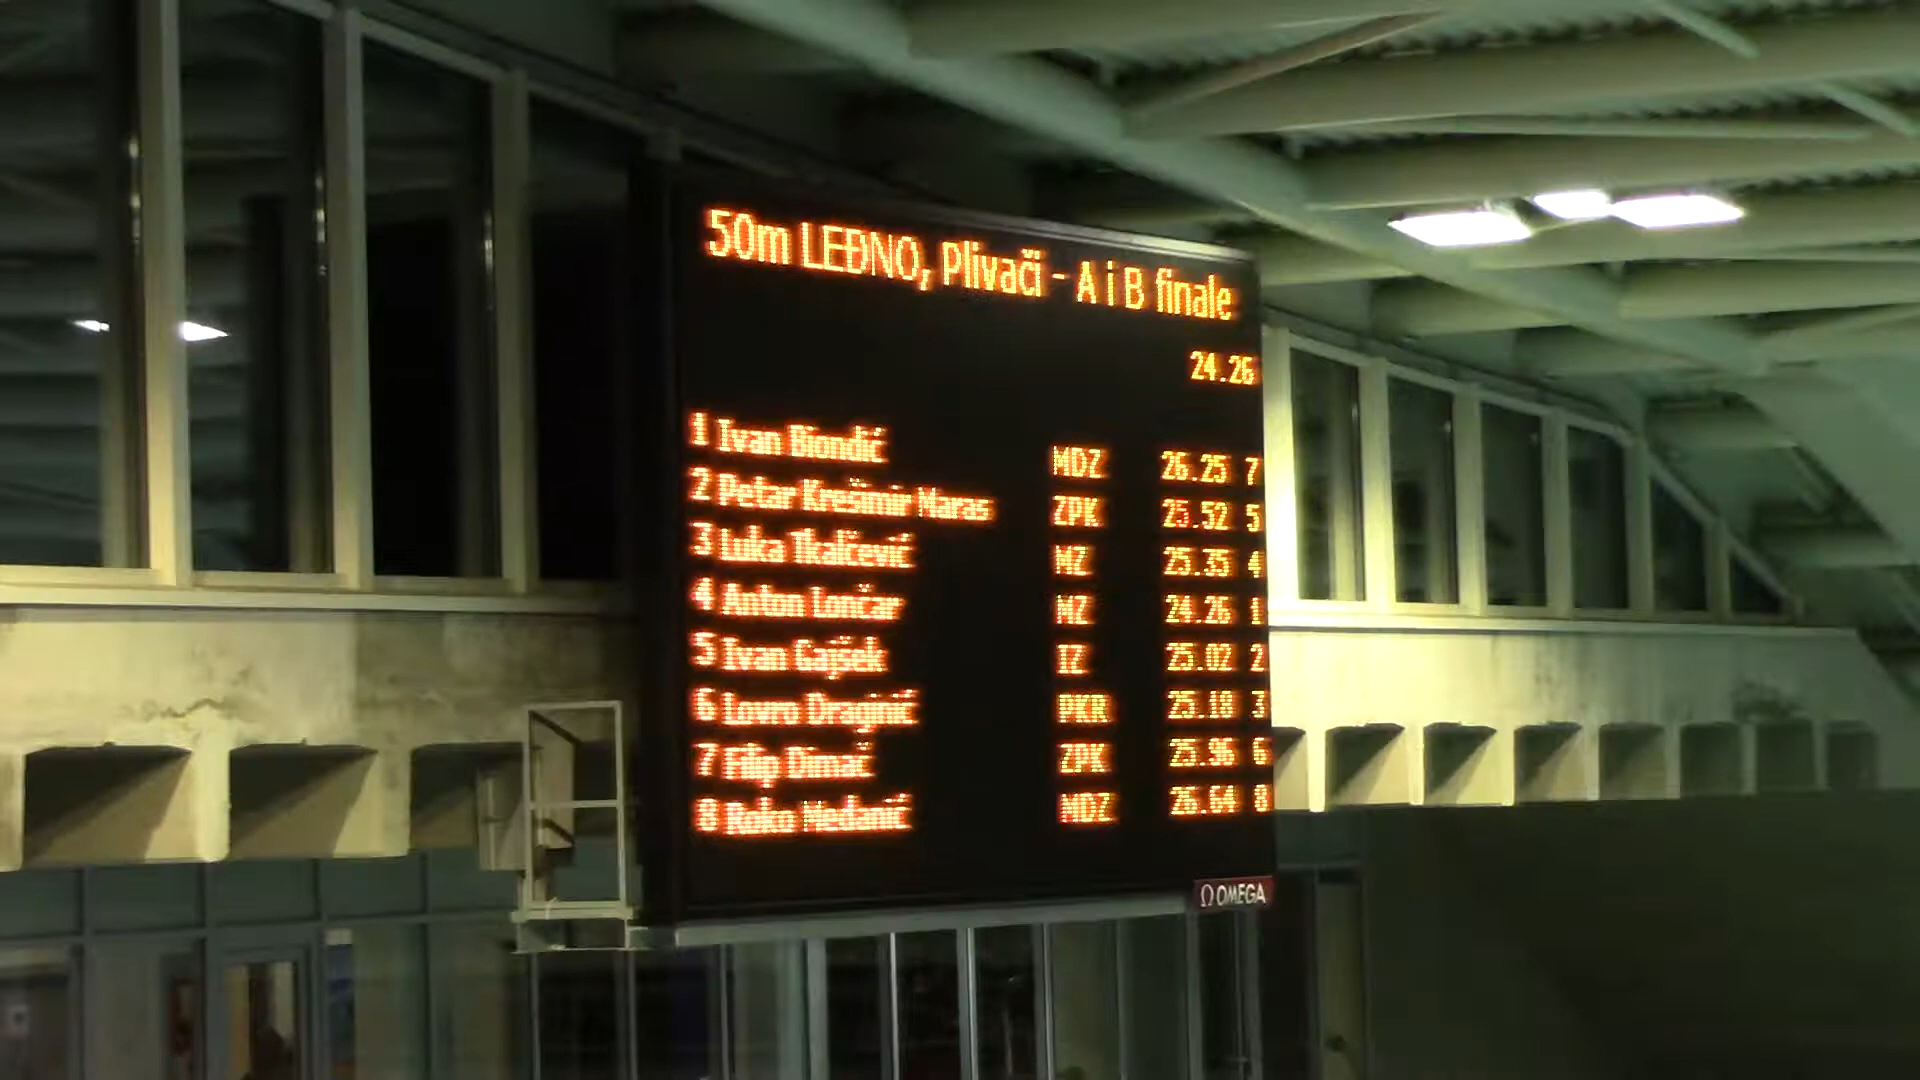 50m LEĐNO, Plivači - A i B finale
24.26
1 Ivan Biondić MDZ 26.25 7
2 Petar Krešimir Maras ZPK 25.52 5
3 Luka Tkalčević MZ 25.35 4
4 Anton Lončar MZ 24.26 1
5 Ivan Gajšek IZ 25.02 2
6 Lovro Draginić PKR 25.18 3
7 Filip Dimač ZPK 25.96 6
8 Roko Medanić MDZ 26.64 8
Ω OMEGA